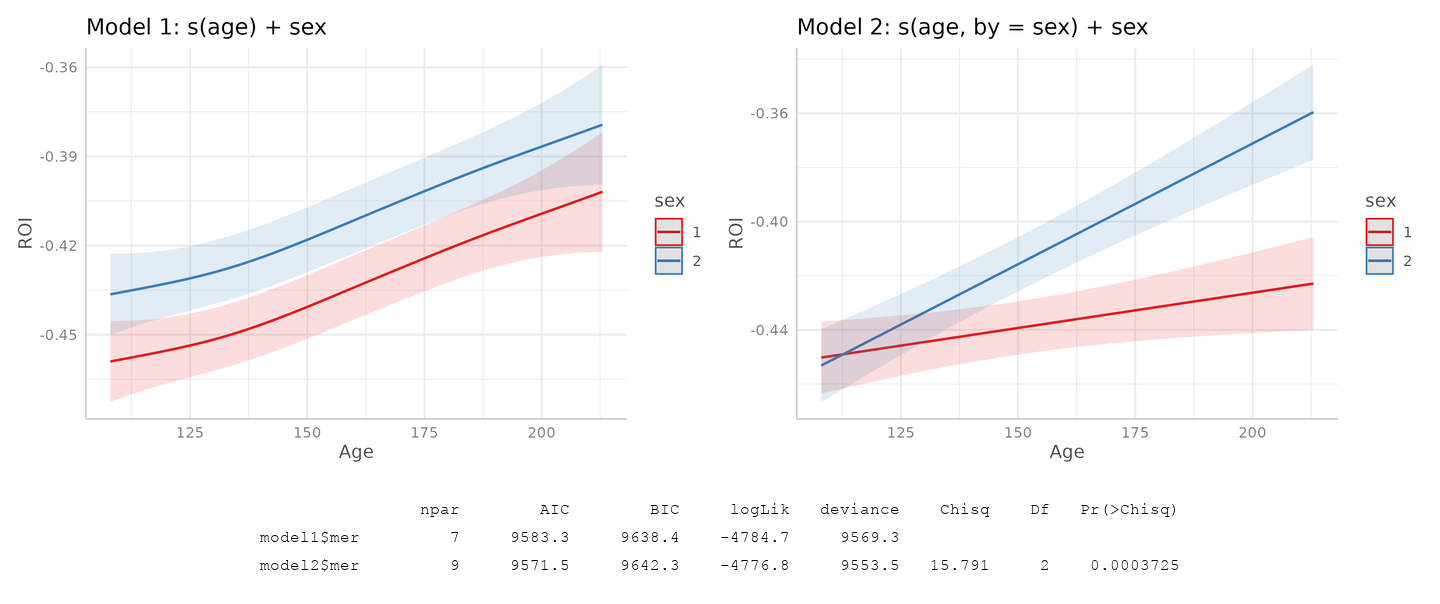 Model 1: s(age) + sex
-0.36
-0.39
-0.42
-0.45
ROI
125 150 175 200
Age
sex
1
2
Model 2: s(age, by = sex) + sex
-0.36
-0.40
-0.44
ROI
125 150 175 200
Age
sex
1
2
npar AIC BIC logLik deviance Chisq Df Pr(>Chisq)
model1$mer 7 9583.3 9638.4 -4784.7 9569.3
model2$mer 9 9571.5 9642.3 -4776.8 9553.5 15.791 2 0.0003725